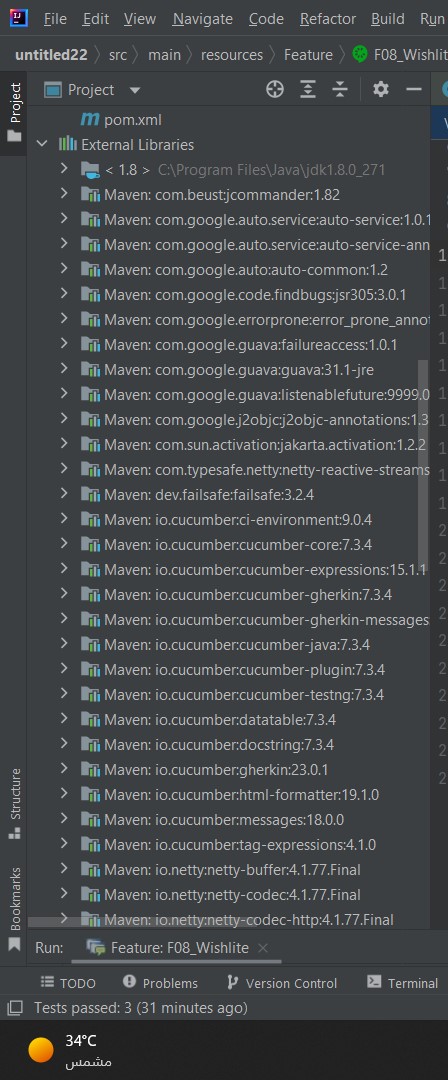 File Edit View Navigate Code Refactor Build Run
untitled22 src main resources Feature F08_Wishlite
Project
Project
pom.xml
External Libraries
< 1.8 > C:\Program Files\Java\jdk1.8.0_271
Maven: com.beust:jcommander:1.82
Maven: com.google.auto.service:auto-service:1.0.1
Maven: com.google.auto.service:auto-service-ann
Maven: com.google.auto:auto-common:1.2
Maven: com.google.code.findbugs:jsr305:3.0.1
Maven: com.google.errorprone:error_prone_annot
Maven: com.google.guava:failureaccess:1.0.1
Maven: com.google.guava:guava:31.1-jre
Maven: com.google.guava:listenablefuture:9999.0
Maven: com.google.j2objc:j2objc-annotations:1.3
Maven: com.sun.activation:jakarta.activation:1.2.2
Maven: com.typesafe.netty:netty-reactive-streams
Maven: dev.failsafe:failsafe:3.2.4
Maven: io.cucumber:ci-environment:9.0.4
Maven: io.cucumber:cucumber-core:7.3.4
Maven: io.cucumber:cucumber-expressions:15.1.1
Maven: io.cucumber:cucumber-gherkin:7.3.4
Maven: io.cucumber:cucumber-gherkin-messages
Maven: io.cucumber:cucumber-java:7.3.4
Maven: io.cucumber:cucumber-plugin:7.3.4
Maven: io.cucumber:cucumber-testng:7.3.4
Maven: io.cucumber:datatable:7.3.4
Maven: io.cucumber:docstring:7.3.4
Maven: io.cucumber:gherkin:23.0.1
Maven: io.cucumber:html-formatter:19.1.0
Maven: io.cucumber:messages:18.0.0
Maven: io.cucumber:tag-expressions:4.1.0
Maven: io.netty:netty-buffer:4.1.77.Final
Maven: io.netty:netty-codec:4.1.77.Final
Maven: io.netty:netty-codec-http:4.1.77.Final
Structure
Bookmarks
Run: Feature: F08_Wishlite
TODO Problems Version Control Terminal
Tests passed: 3 (31 minutes ago)
34°C
مشمس